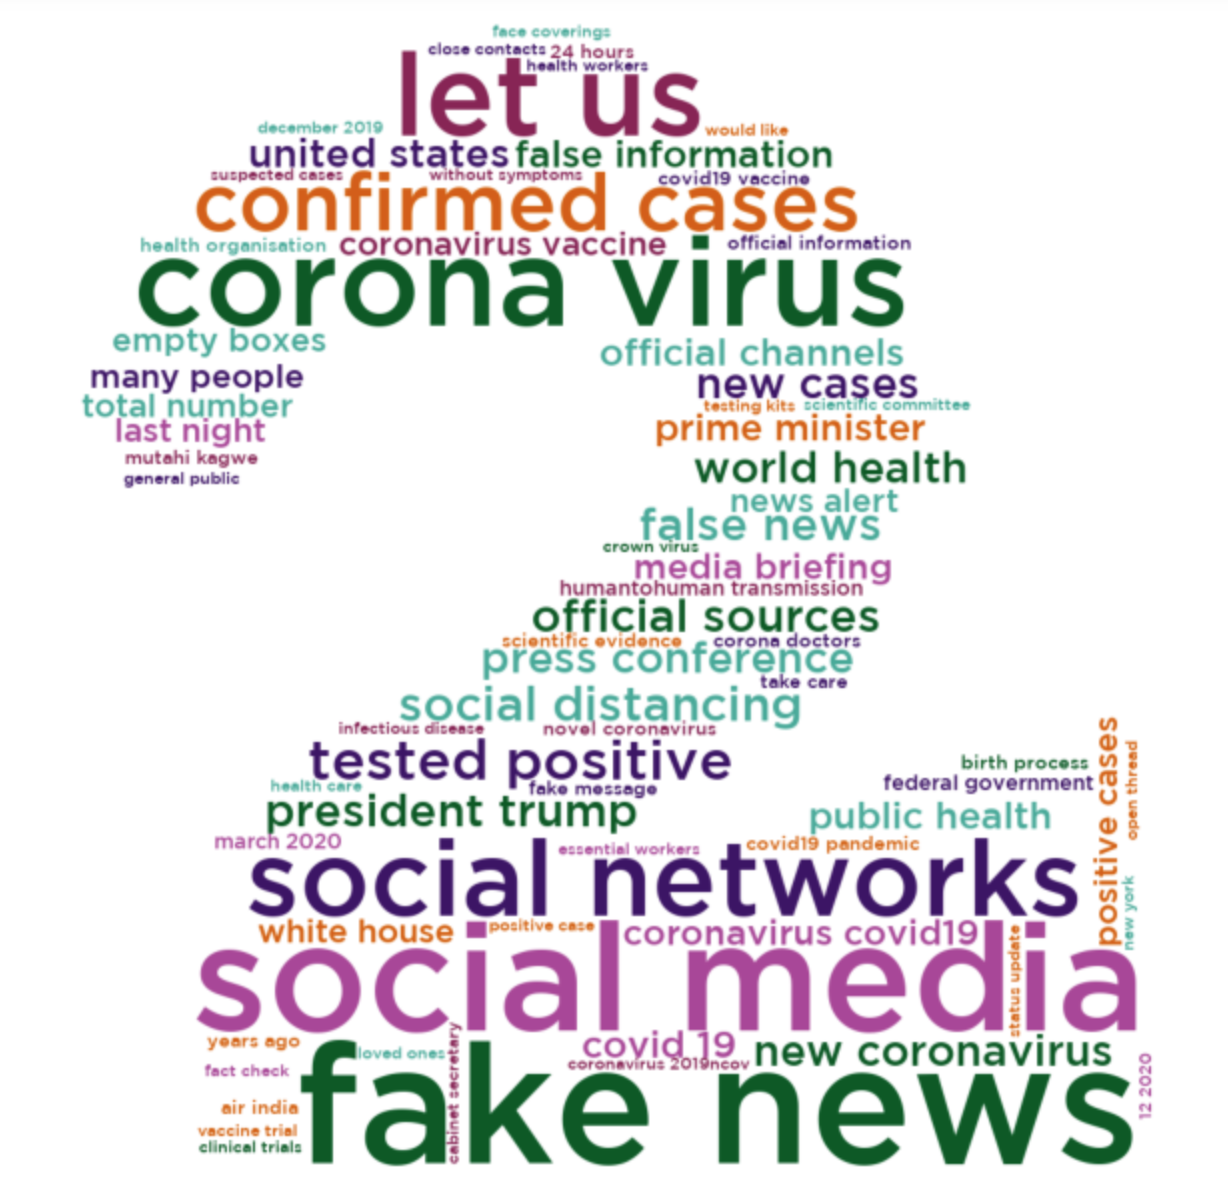 face coverings
close contacts 24 hours
health workers
let us
december 2019 would like
united states false information
suspected cases without symptoms covid19 vaccine
confirmed cases
health organisation coronavirus vaccine official information
corona virus
empty boxes official channels
many people new cases
total number testing kits scientific committee
last night prime minister
mutahi kagwe world health
general public
news alert
false news
crown virus
media briefing
humantohuman transmission
official sources
scientific evidence corona doctors
press conference
take care
social distancing
infectious disease novel coronavirus
tested positive birth process
health care fake message federal government
president trump public health
positive cases
open thread
march 2020 essential workers covid19 pandemic
social networks
new york
white house positive case coronavirus covid19
social media
status update
years ago loved ones covid 19 new coronavirus
fact check coronavirus 2019ncov
cabinet secretary
12 2020
fake news
air india
vaccine trial
clinical trials